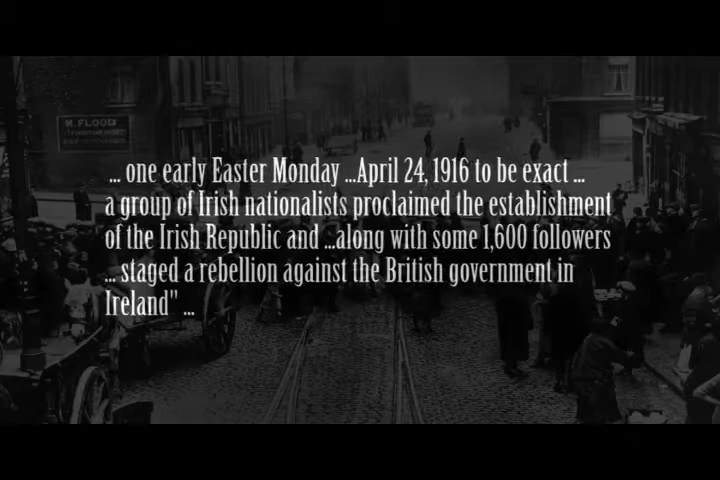 M. FLOOD
... one early Easter Monday ...April 24, 1916 to be exact ...
a group of Irish nationalists proclaimed the establishment
of the Irish Republic and ...along with some 1,600 followers
... staged a rebellion against the British government in
Ireland" ...